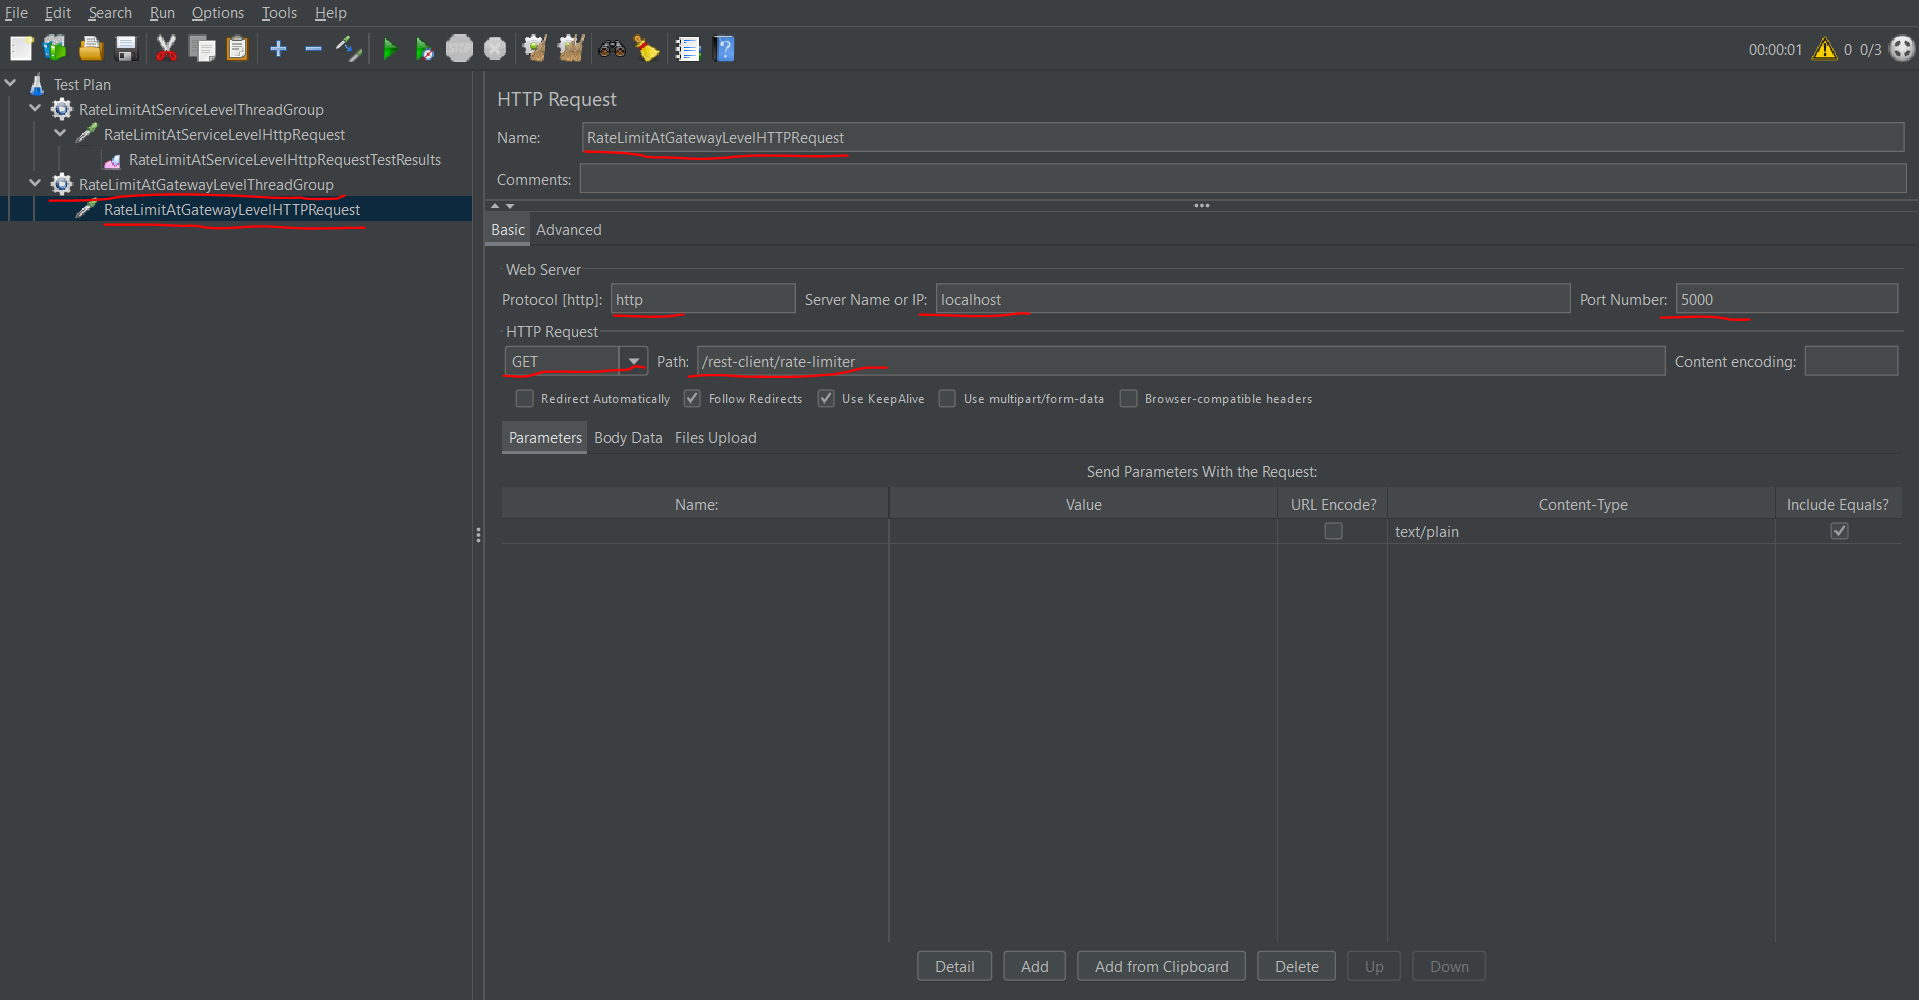 File Edit Search Run Options Tools Help
STOP 00:00:01 0 0/3
Test Plan
RateLimitAtServiceLevelThreadGroup
RateLimitAtServiceLevelHttpRequest
RateLimitAtServiceLevelHttpRequestTestResults
RateLimitAtGatewayLevelThreadGroup
RateLimitAtGatewayLevelHTTPRequest
HTTP Request
Name: RateLimitAtGatewayLevelHTTPRequest
Comments:
Basic Advanced
Web Server
Protocol [http]: http Server Name or IP: localhost Port Number: 5000
HTTP Request
GET Path: /rest-client/rate-limiter Content encoding:
Redirect Automatically Follow Redirects Use KeepAlive Use multipart/form-data Browser-compatible headers
Parameters Body Data Files Upload
Send Parameters With the Request:
Name: Value URL Encode? Content-Type Include Equals?
text/plain
Detail Add Add from Clipboard Delete Up Down